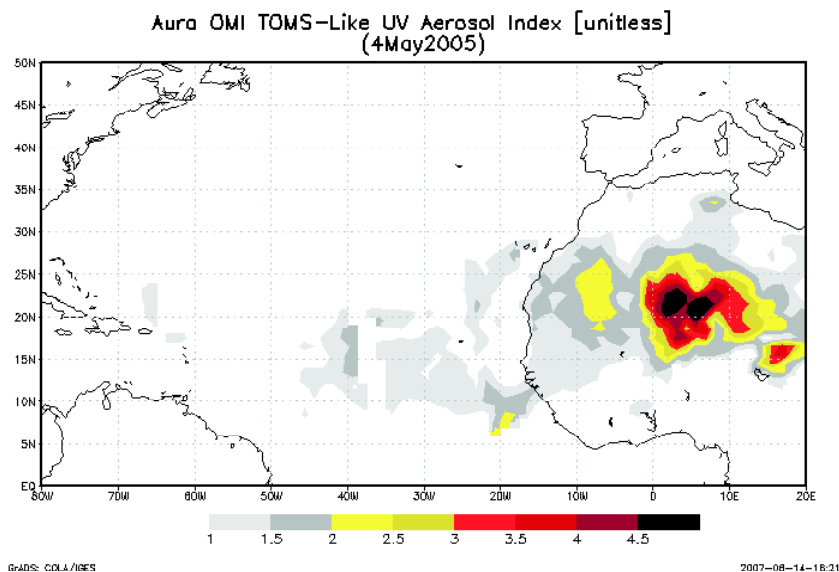 Aura OMI TOMS-Like UV Aerosol Index [unitless]
(4May2005)
50N
45N
40N
35N
30N
25N
20N
15N
10N
5N
EQ
80W 70W 60W 50W 40W 30W 20W 10W 0 10E 20E
1 1.5 2 2.5 3 3.5 4 4.5
GrADS: COLA/IGES 2007-08-14-18:21